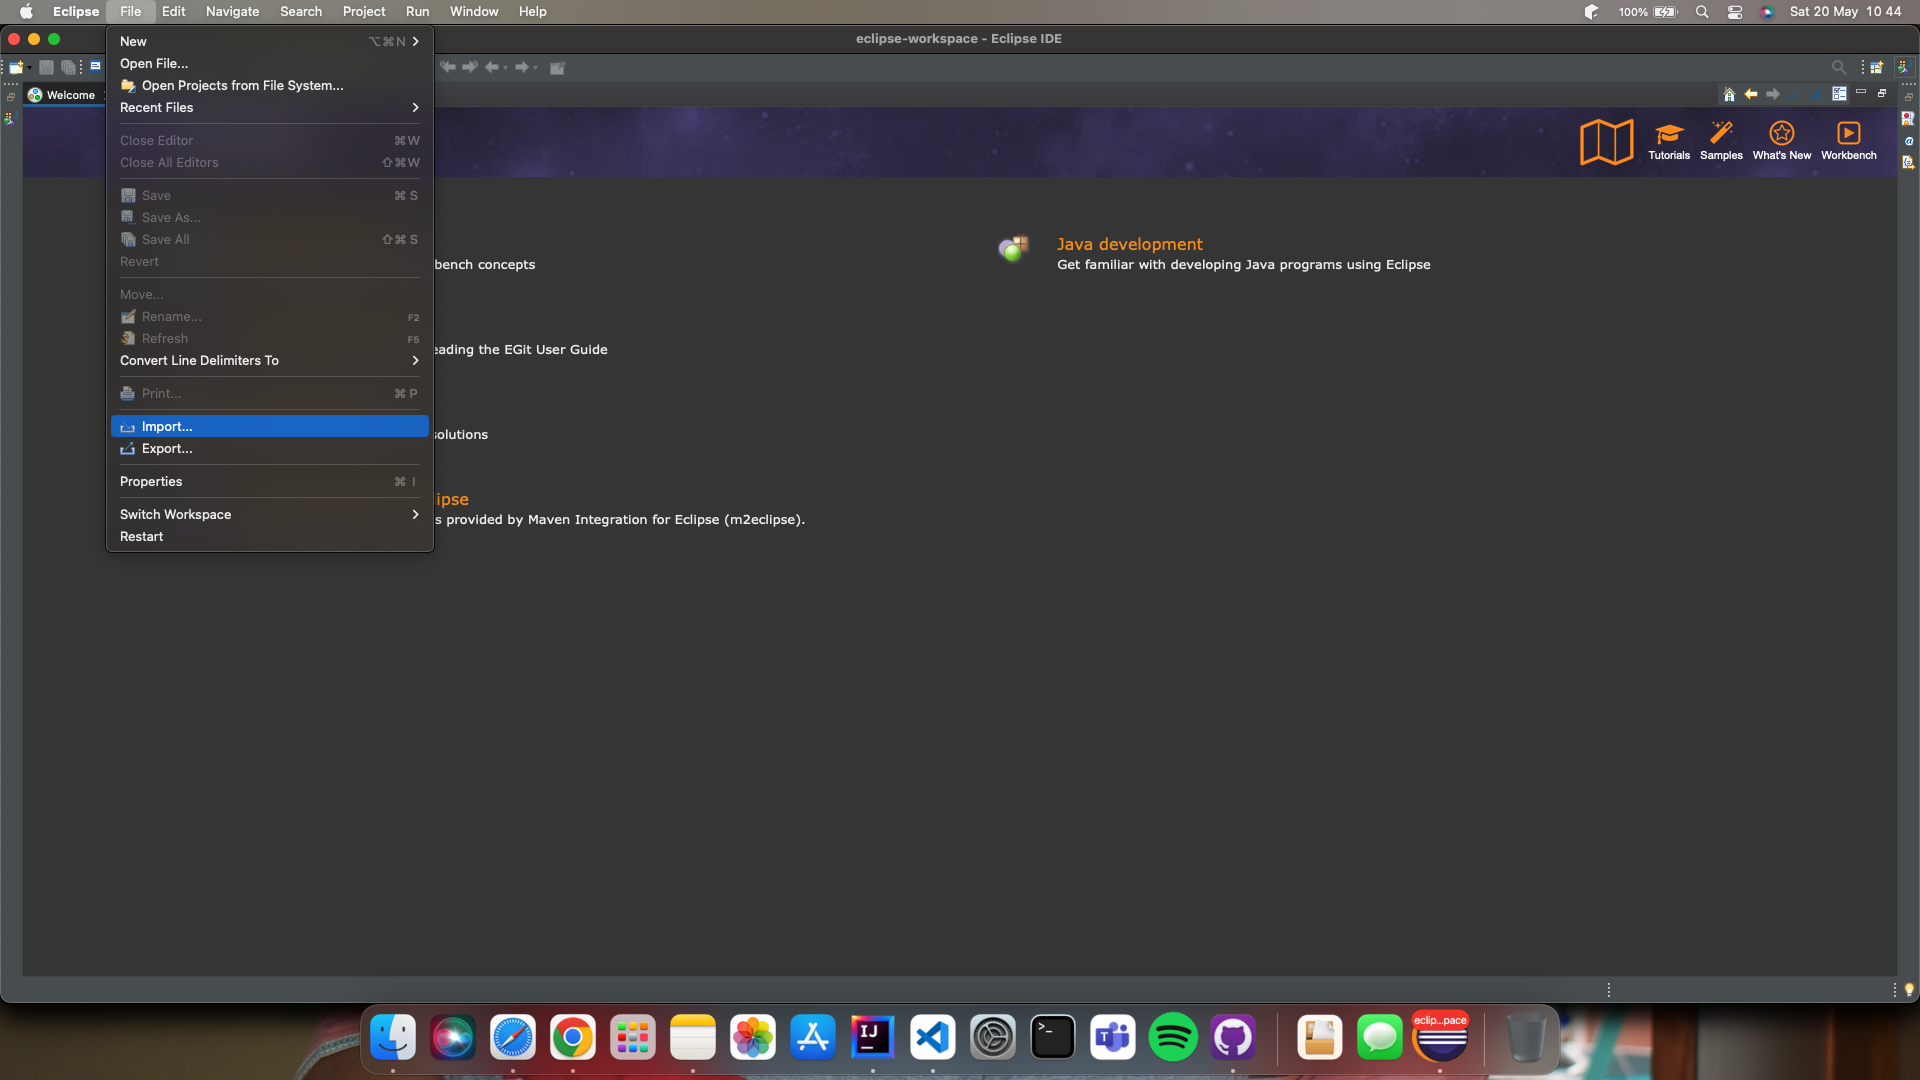 Eclipse File Edit Navigate Search Project Run Window Help 100% Sat 20 May 10 44
eclipse-workspace - Eclipse IDE
Welcome
New ⌥⌘N
Open File...
Open Projects from File System...
Recent Files
Close Editor ⌘W
Close All Editors ⇧⌘W
Save ⌘ S
Save As...
Save All ⇧⌘ S
Revert
Move...
Rename... F2
Refresh F5
Convert Line Delimiters To
Print... ⌘ P
Import...
Export...
Properties ⌘ I
Switch Workspace
Restart
Tutorials Samples What's New Workbench
bench concepts
eading the EGit User Guide
solutions
ipse
s provided by Maven Integration for Eclipse (m2eclipse).
Java development
Get familiar with developing Java programs using Eclipse
IJ
>_
T
eclip...pace